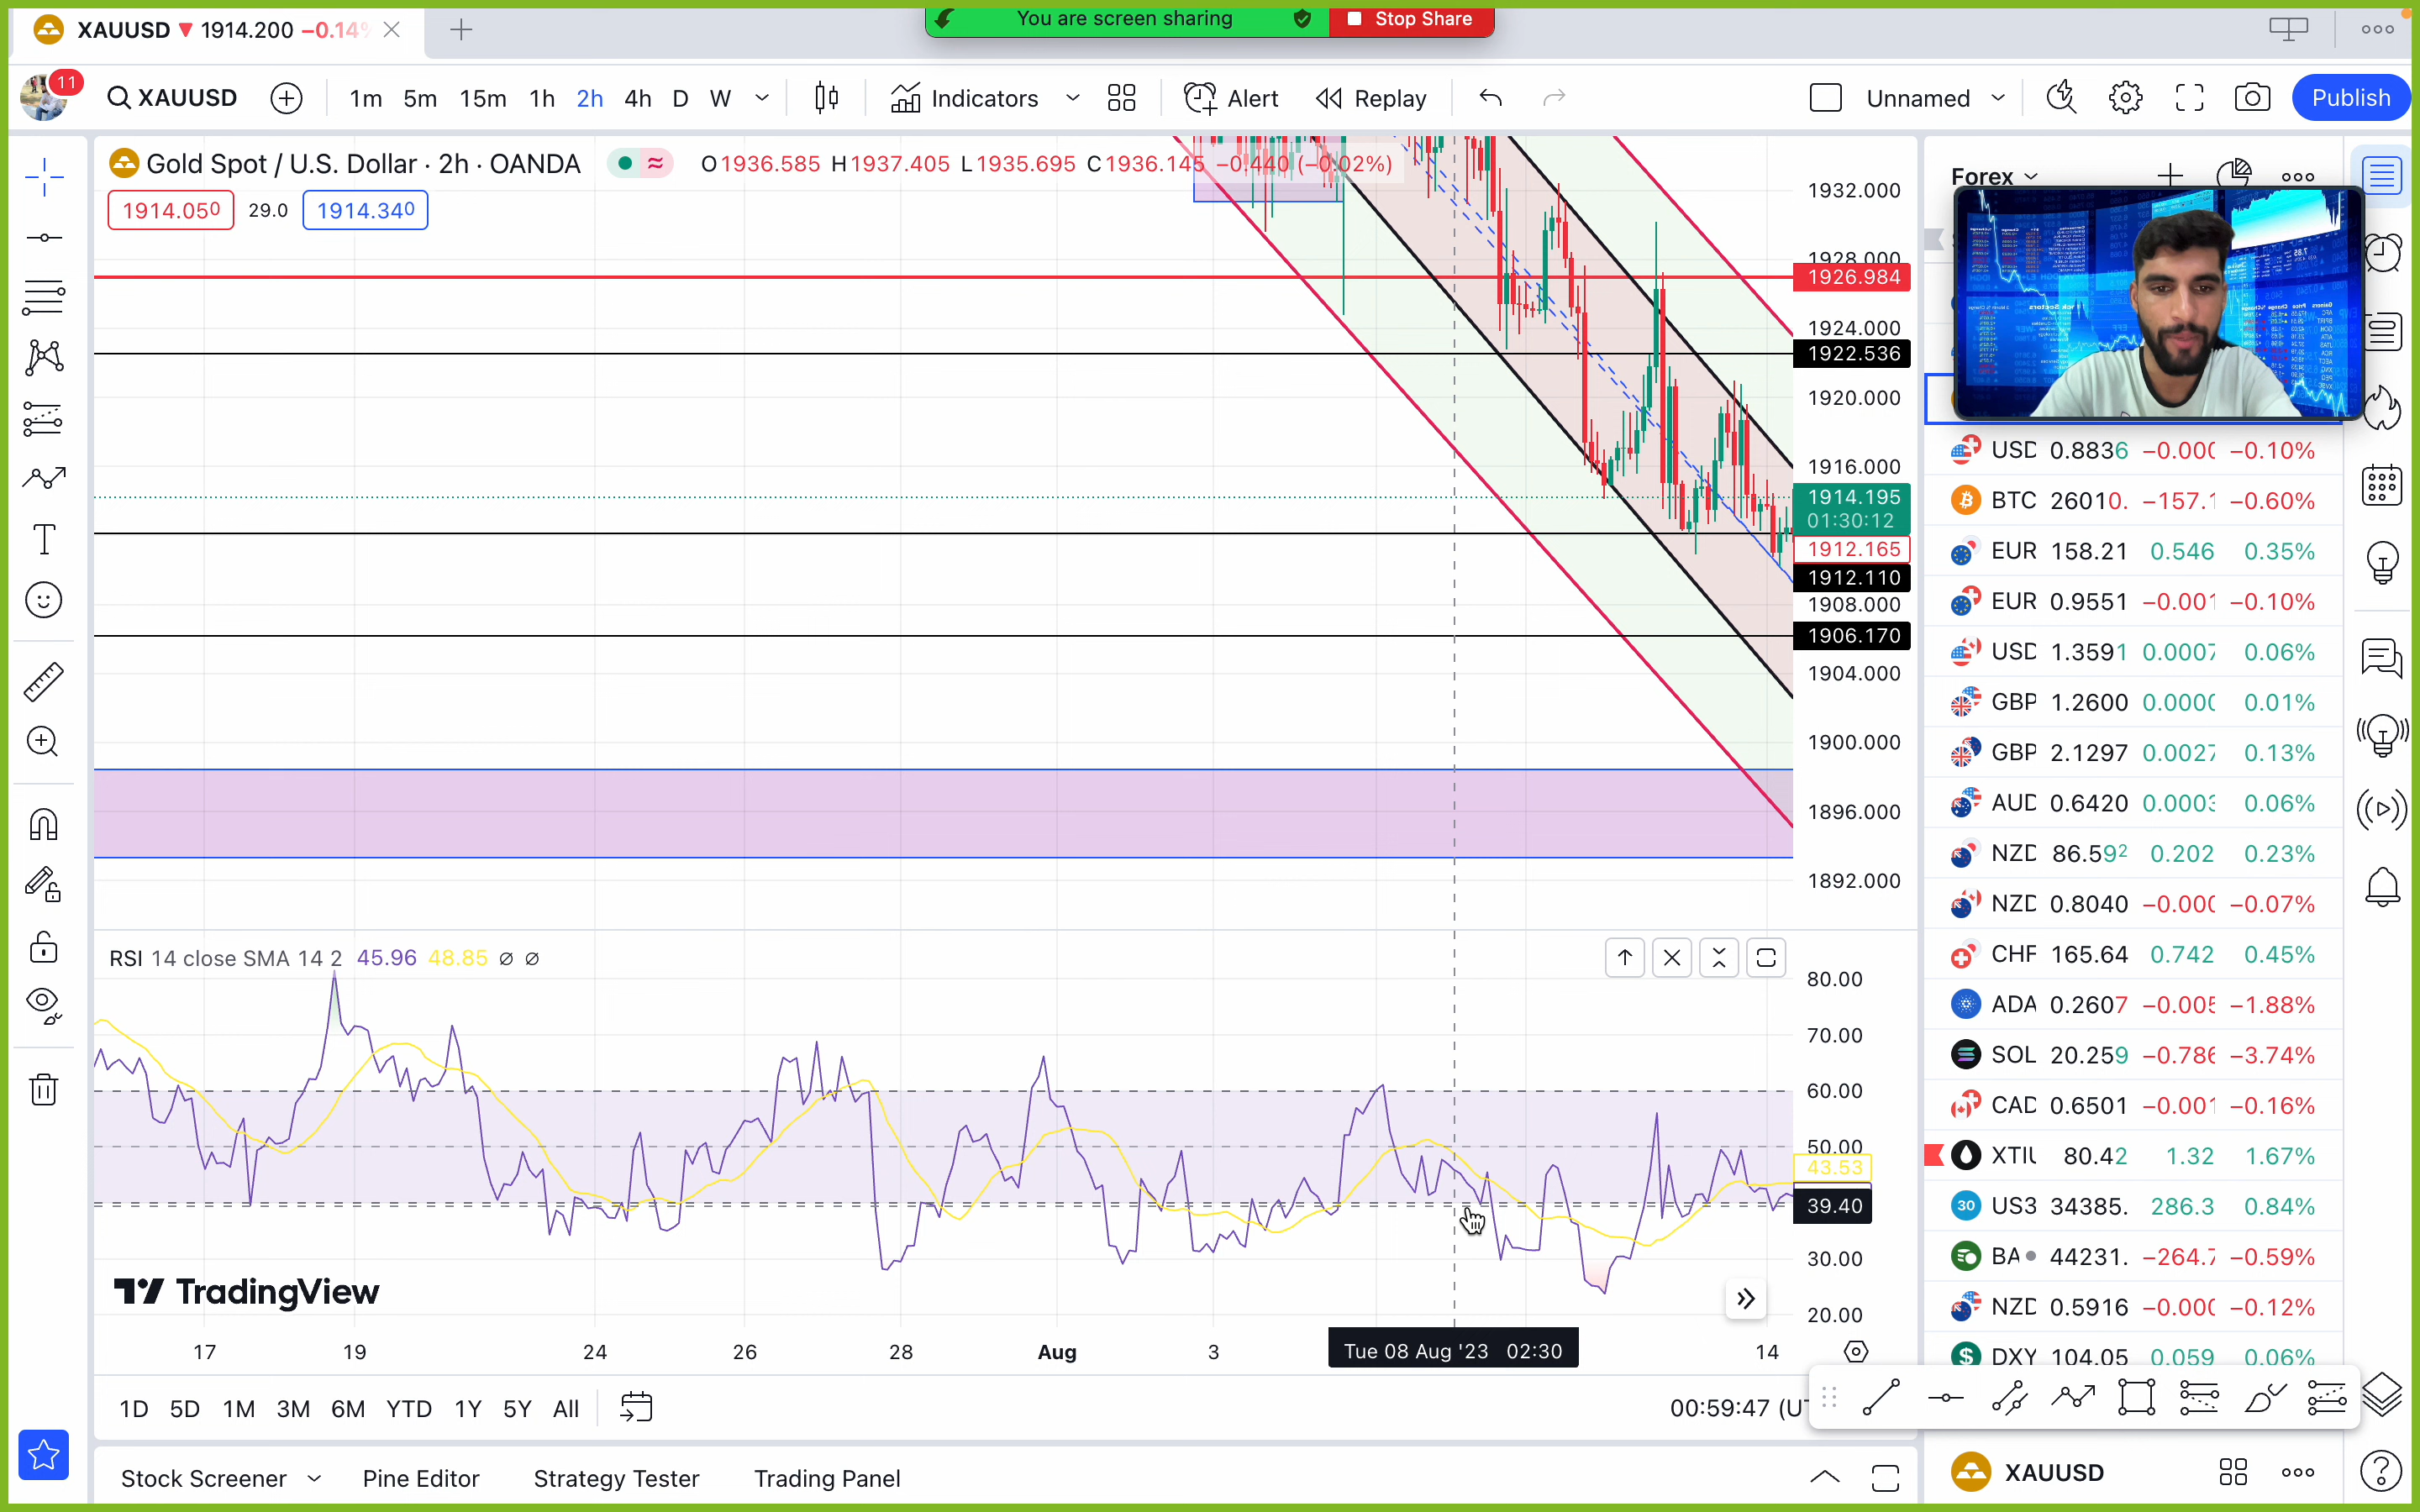 XAUUSD ▼ 1914.200 −0.14%
You are screen sharing
Stop Share
11
XAUUSD
1m 5m 15m 1h 2h 4h D W
Indicators
Alert
Replay
Unnamed
Publish
Gold Spot / U.S. Dollar · 2h · OANDA
O1936.585 H1937.405 L1935.695 C1936.145 −0.440 (−0.02%)
1914.050 29.0 1914.340
Forex
1932.000
1928.000
1926.984
1924.000
1922.536
1920.000
1916.000
1914.195
01:30:12
1912.165
1912.110
1908.000
1906.170
1904.000
1900.000
1896.000
1892.000
USD 0.8836 −0.000 −0.10%
BTC 26010. −157.1 −0.60%
EUR 158.21 0.546 0.35%
EUR 0.9551 −0.001 −0.10%
USD 1.3591 0.0007 0.06%
GBP 1.2600 0.0000 0.01%
GBP 2.1297 0.0027 0.13%
AUD 0.6420 0.0003 0.06%
NZD 86.592 0.202 0.23%
NZD 0.8040 −0.000 −0.07%
CHF 165.64 0.742 0.45%
ADA 0.2607 −0.005 −1.88%
SOL 20.259 −0.786 −3.74%
CAD 0.6501 −0.001 −0.16%
XTIU 80.42 1.32 1.67%
30 US3 34385. 286.3 0.84%
BA 44231. −264.7 −0.59%
NZD 0.5916 −0.000 −0.12%
DXY 104.05 0.059 0.06%
RSI 14 close SMA 14 2 45.96 48.85 ∅ ∅
80.00
70.00
60.00
50.00
43.53
39.40
30.00
20.00
TradingView
17 19 24 26 28 Aug 3 Tue 08 Aug '23 02:30 14
1D 5D 1M 3M 6M YTD 1Y 5Y All
00:59:47 (UT
Stock Screener Pine Editor Strategy Tester Trading Panel
XAUUSD